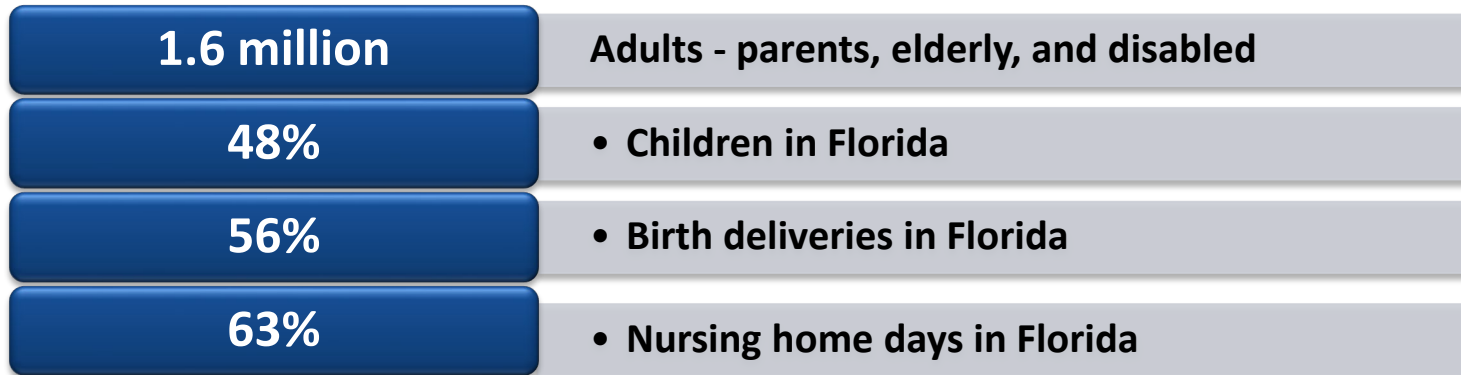 1.6 million Adults - parents, elderly, and disabled
48% • Children in Florida
56% • Birth deliveries in Florida
63% • Nursing home days in Florida